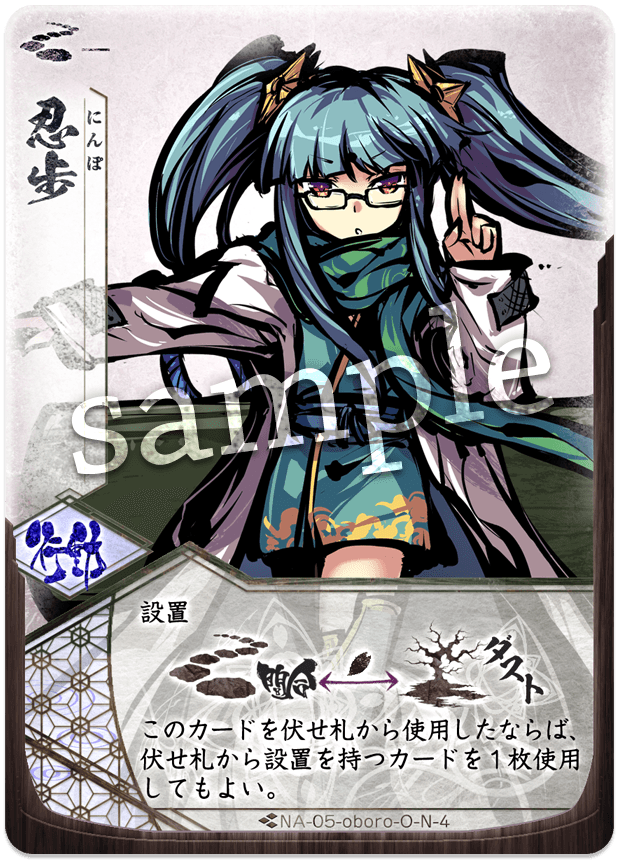 忍歩
にんぽ
sample
行動
設置
間合 ダスト
このカードを伏せ札から使用したならば、
伏せ札から設置を持つカードを1枚使用
してもよい。
NA-05-oboro-O-N-4